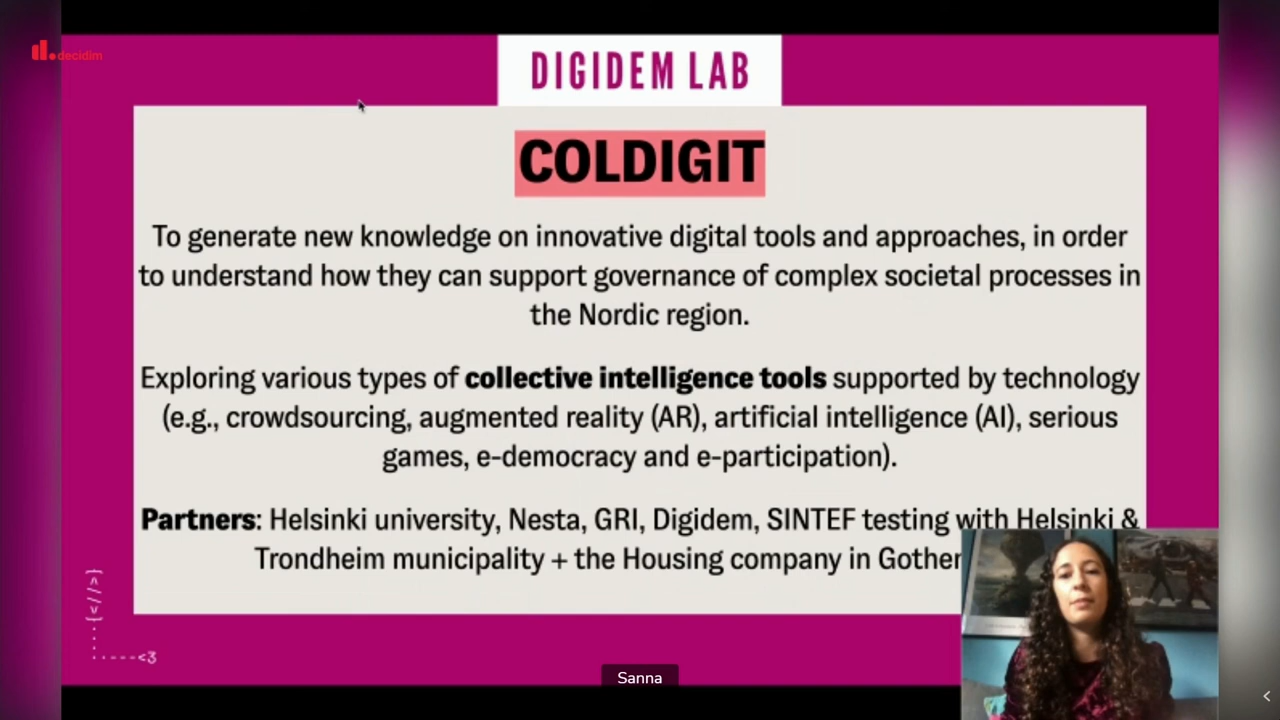 decidim
DIGIDEM LAB
COLDIGIT
To generate new knowledge on innovative digital tools and approaches, in order
to understand how they can support governance of complex societal processes in
the Nordic region.
Exploring various types of collective intelligence tools supported by technology
(e.g., crowdsourcing, augmented reality (AR), artificial intelligence (AI), serious
games, e-democracy and e-participation).
Partners: Helsinki university, Nesta, GRI, Digidem, SINTEF testing with Helsinki &
Trondheim municipality + the Housing company in Gothen
{<//>}
<3
Sanna